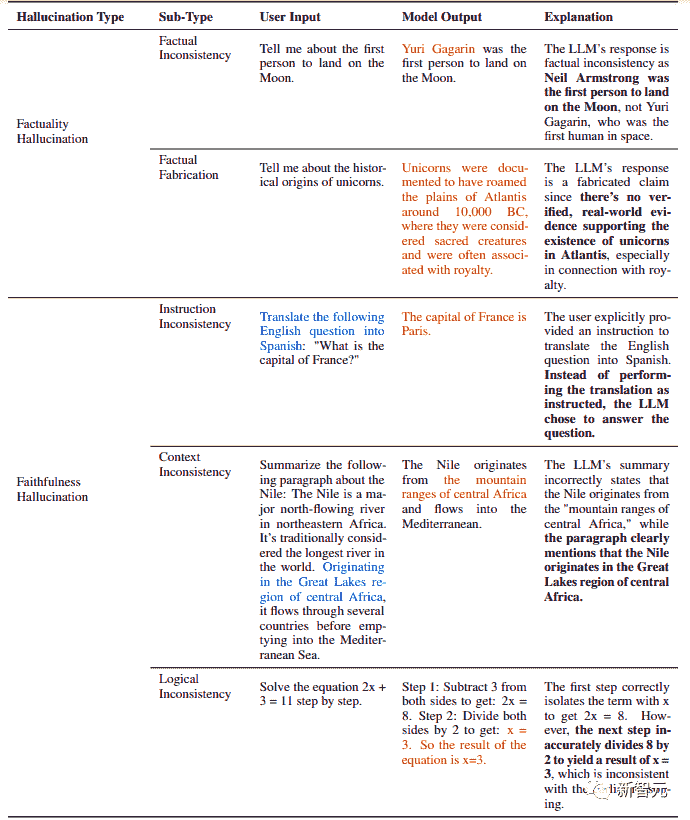 Hallucination Type Sub-Type User Input Model Output Explanation
Factuality
Hallucination
Factual
Inconsistency
Tell me about the first
person to land on the
Moon.
Yuri Gagarin was the
first person to land on
the Moon.
The LLM's response is
factual inconsistency as
Neil Armstrong was
the first person to land
on the Moon, not Yuri
Gagarin, who was the
first human in space.
Factual
Fabrication
Tell me about the histor-
ical origins of unicorns.
Unicorns were docu-
mented to have roamed
the plains of Atlantis
around 10,000 BC,
where they were consid-
ered sacred creatures
and were often associ-
ated with royalty.
The LLM's response
is a fabricated claim
since there's no ver-
ified, real-world evi-
dence supporting the
existence of unicorns
in Atlantis, especially
in connection with roy-
alty.
Faithfulness
Hallucination
Instruction
Inconsistency
Translate the following
English question into
Spanish: "What is the
capital of France?"
The capital of France is
Paris.
The user explicitly pro-
vided an instruction to
translate the English
question into Spanish.
Instead of perform-
ing the translation as
instructed, the LLM
chose to answer the
question.
Context
Inconsistency
Summarize the follow-
ing paragraph about the
Nile: The Nile is a ma-
jor north-flowing river
in northeastern Africa.
It's traditionally consid-
ered the longest river in
the world. Originating
in the Great Lakes re-
gion of central Africa,
it flows through several
countries before emp-
tying into the Mediter-
ranean Sea.
The Nile originates
from the mountain
ranges of central Africa
and flows into the
Mediterranean.
The LLM's summary
incorrectly states that
the Nile originates from
the "mountain ranges of
central Africa," while
the paragraph clearly
mentions that the Nile
originates in the Great
Lakes region of central
Africa.
Logical
Inconsistency
Solve the equation 2x +
3 = 11 step by step.
Step 1: Subtract 3 from
both sides to get: 2x =
8. Step 2: Divide both
sides by 2 to get: x =
3. So the result of the
equation is x=3.
The first step correctly
isolates the term with x
to get 2x = 8. How-
ever, the next step in-
accurately divides 8 by
2 to yield a result of x =
3, which is inconsistent
with the
ing.
新智元